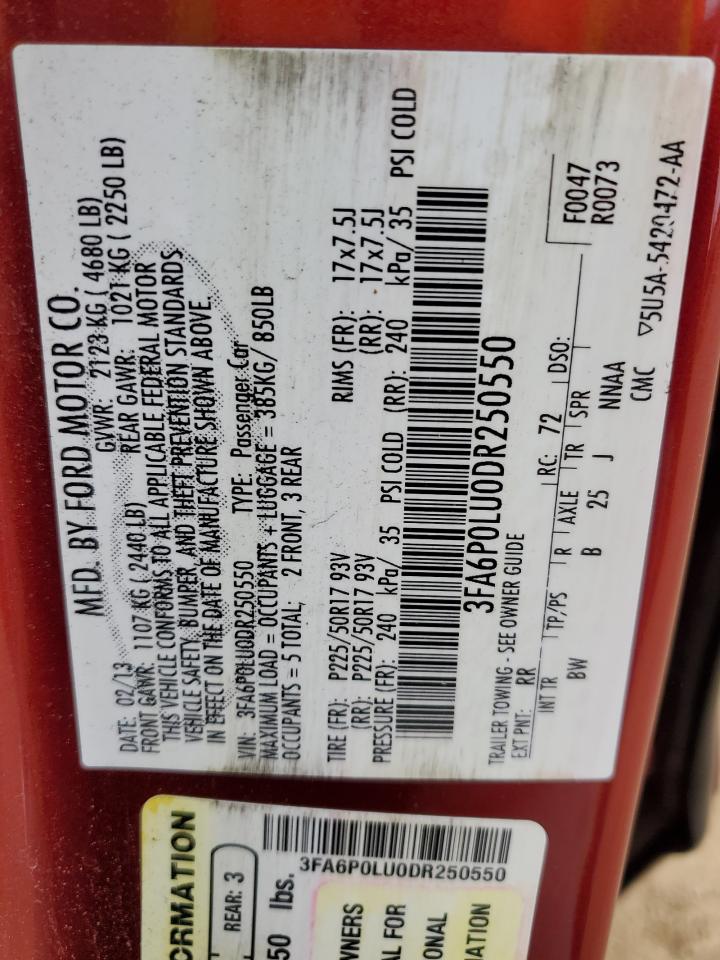 MFD. BY FORD MOTOR CO.
DATE: 02/13 GVWR: 2123 KG ( 4680 LB)
FRONT GAWR: 1107 KG ( 2440 LB) REAR GAWR: 1021 KG ( 2250 LB)
THIS VEHICLE CONFORMS TO ALL APPLICABLE FEDERAL MOTOR
VEHICLE SAFETY, BUMPER, AND THEFT PREVENTION STANDARDS
IN EFFECT ON THE DATE OF MANUFACTURE SHOWN ABOVE.
VIN: 3FA6P0LU0DR250550 TYPE: Passenger Car
MAXIMUM LOAD = OCCUPANTS + LUGGAGE = 385KG/ 850LB
OCCUPANTS = 5 TOTAL; 2 FRONT, 3 REAR
TIRE (FR): P225/50R17 93V RIMS (FR): 17x7.5J
(RR): P225/50R17 93V (RR): 17x7.5J
PRESSURE (FR): 240 kPa/ 35 PSI COLD (RR): 240 kPa/ 35 PSI COLD
3FA6P0LU0DR250550
TRAILER TOWING - SEE OWNER GUIDE
EXT PNT: RR RC: 72 DSO: F0047
R0073
INT TR TP/PS R AXLE TR SPR
BW B 25 J NNAA
CMC ▽5U5A-5420472-AA
ORMATION
REAR: 3
50 lbs.
3FA6P0LU0DR250550
WNERS
AL FOR
ONAL
ATION